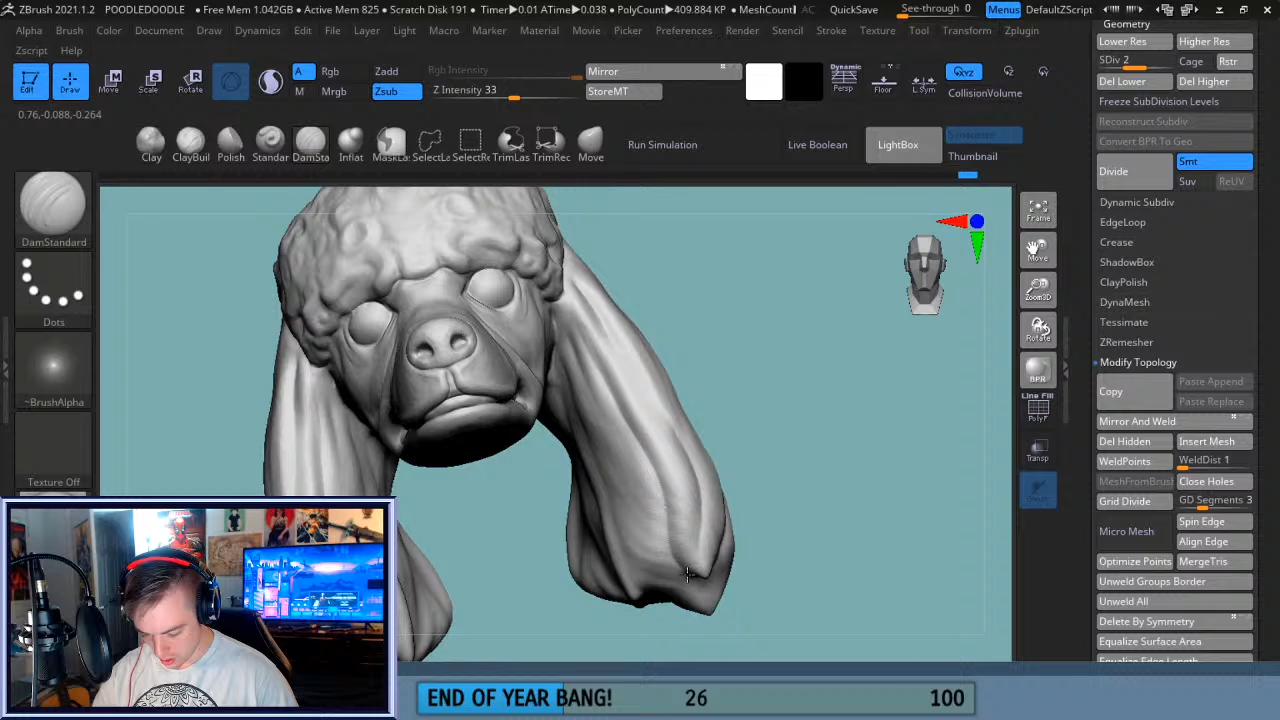 ZBrush 2021.1.2 POODLEDOODLE • Free Mem 1.042GB • Active Mem 825 • Scratch Disk 191 • Timer▶0.01 ATime▶0.038 • PolyCount▶409.884 KP • MeshCount▶ AC QuickSave See-through 0 Menus DefaultZScript
Alpha Brush Color Document Draw Dynamics Edit File Layer Light Macro Marker Material Movie Picker Preferences Render Stencil Stroke Texture Tool Transform Zplugin
Zscript Help
Edit Draw Move Scale Rotate
A Rgb Zadd Rgb Intensity
M Mrgb Zsub Z Intensity 33
Mirror
StoreMT
Dynamic
Persp Floor L.Sym
XYZ
CollisionVolume
0.76,-0.088,-0.264
Clay ClayBuil Polish Standar DamSta Inflat MaskLa SelectLa SelectRe TrimLas TrimRec Move
Run Simulation Live Boolean LightBox
Thumbnail
DamStandard
Dots
~BrushAlpha
Texture Off
Frame
Move
Zoom3D
Rotate
BPR
Line Fill
PolyF
Transp
Geometry
Lower Res Higher Res
SDiv 2 Cage Rstr
Del Lower Del Higher
Freeze SubDivision Levels
Reconstruct Subdiv
Convert BPR To Geo
Divide Smt
Suv ReUV
Dynamic Subdiv
EdgeLoop
Crease
ShadowBox
ClayPolish
DynaMesh
Tessimate
ZRemesher
Modify Topology
Copy Paste Append
Paste Replace
Mirror And Weld
Del Hidden Insert Mesh
WeldPoints WeldDist 1
MeshFromBrush Close Holes
Grid Divide GD Segments 3
Micro Mesh Spin Edge
Align Edge
Optimize Points MergeTris
Unweld Groups Border
Unweld All
Delete By Symmetry
Equalize Surface Area
END OF YEAR BANG! 26 100